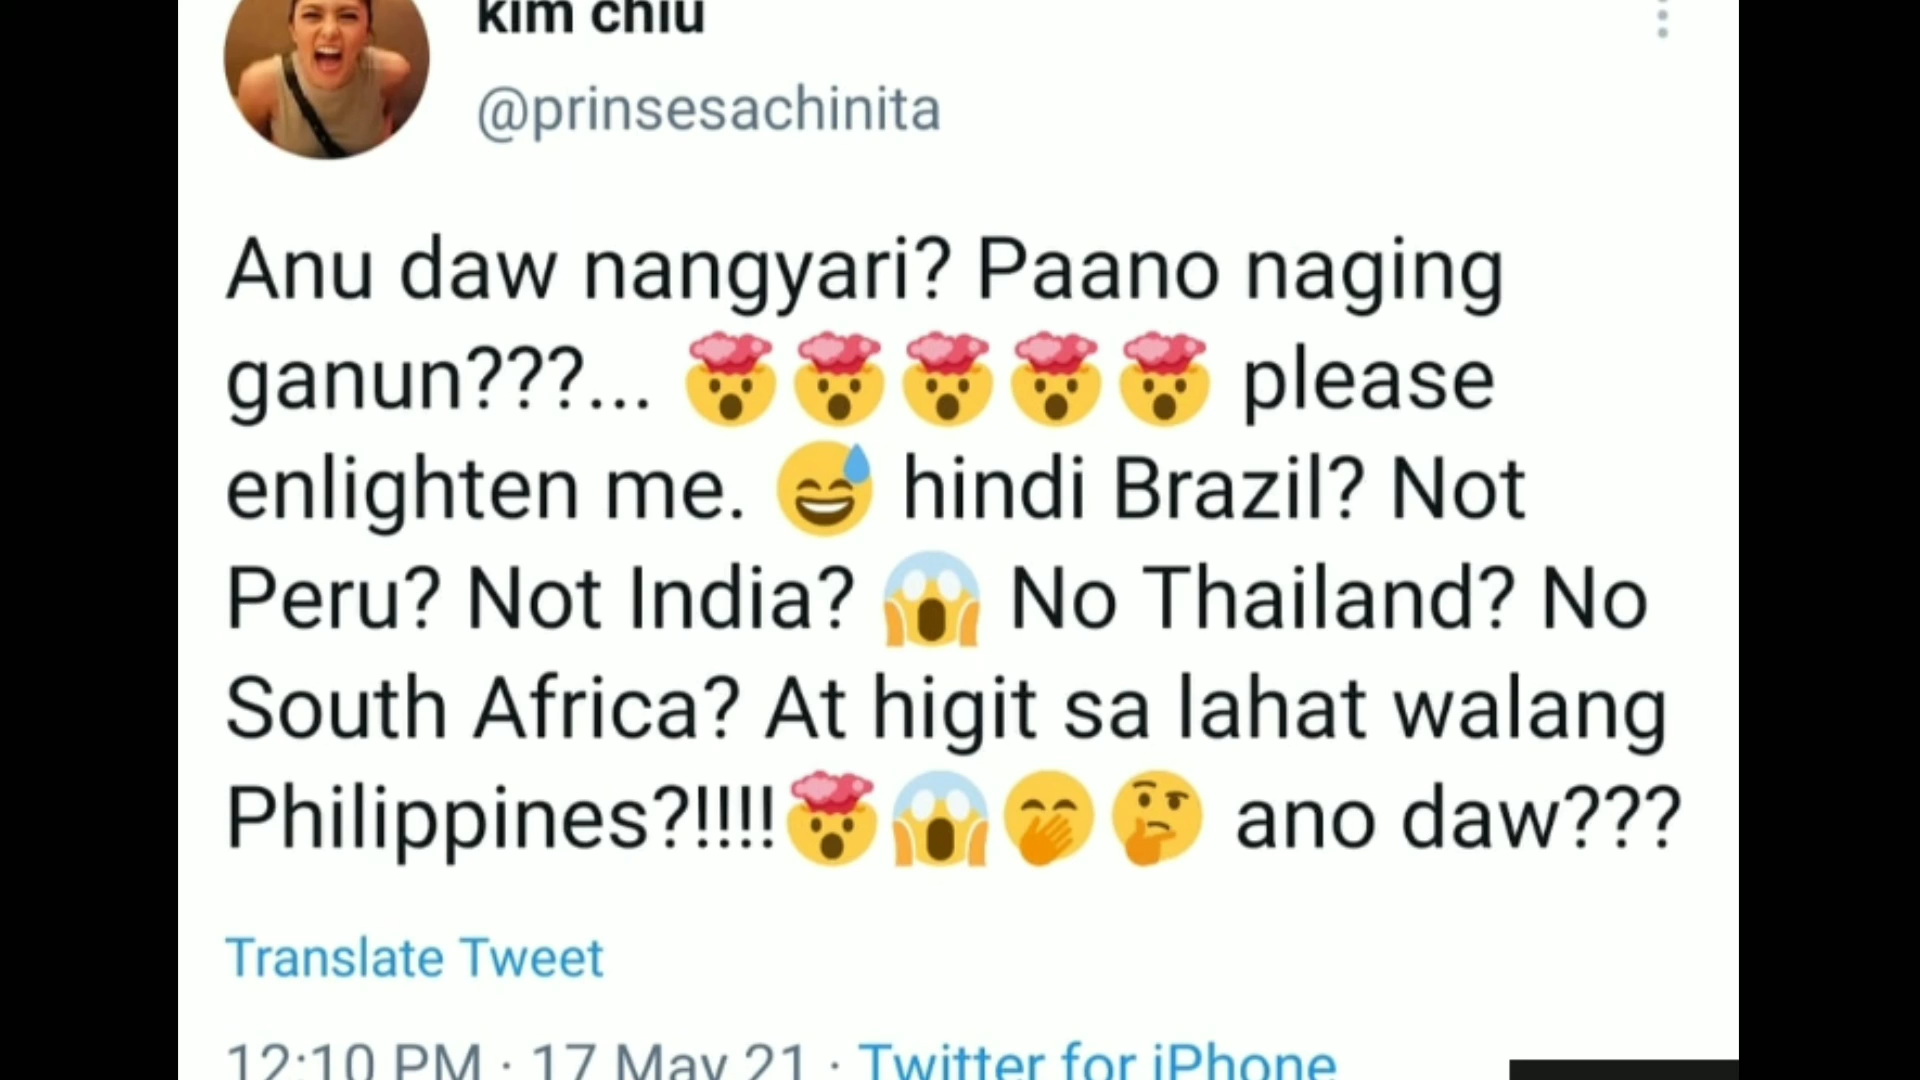 kim chiu
@prinsesachinita
Anu daw nangyari? Paano naging
ganun???... 🤯🤯🤯🤯🤯 please
enlighten me. 😅 hindi Brazil? Not
Peru? Not India? 😱 No Thailand? No
South Africa? At higit sa lahat walang
Philippines?!!!!🤯😱🤭🤔 ano daw???
Translate Tweet
12:10 PM · 17 May 21 · Twitter for iPhone